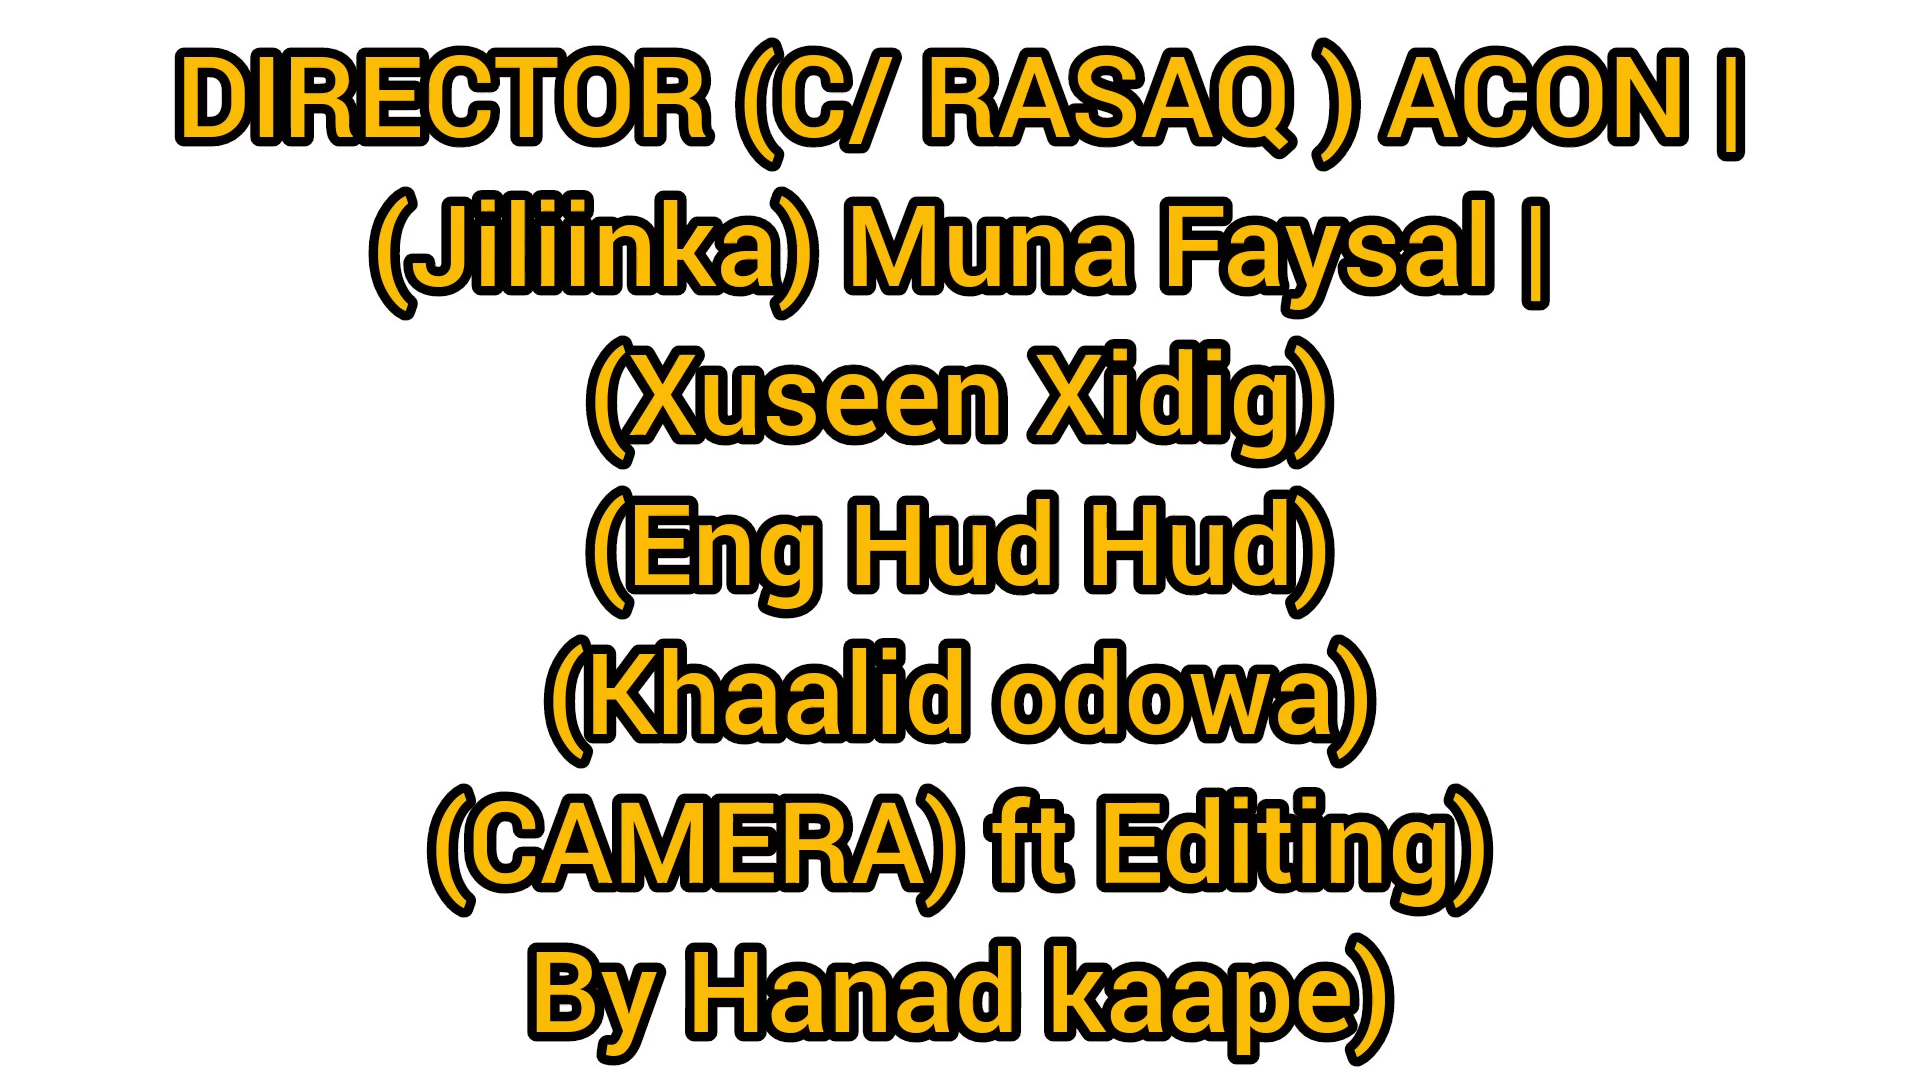 DIRECTOR (C/ RASAQ ) ACON |
(Jiliinka) Muna Faysal |
(Xuseen Xidig)
(Eng Hud Hud)
(Khaalid odowa)
(CAMERA) ft Editing)
By Hanad kaape)